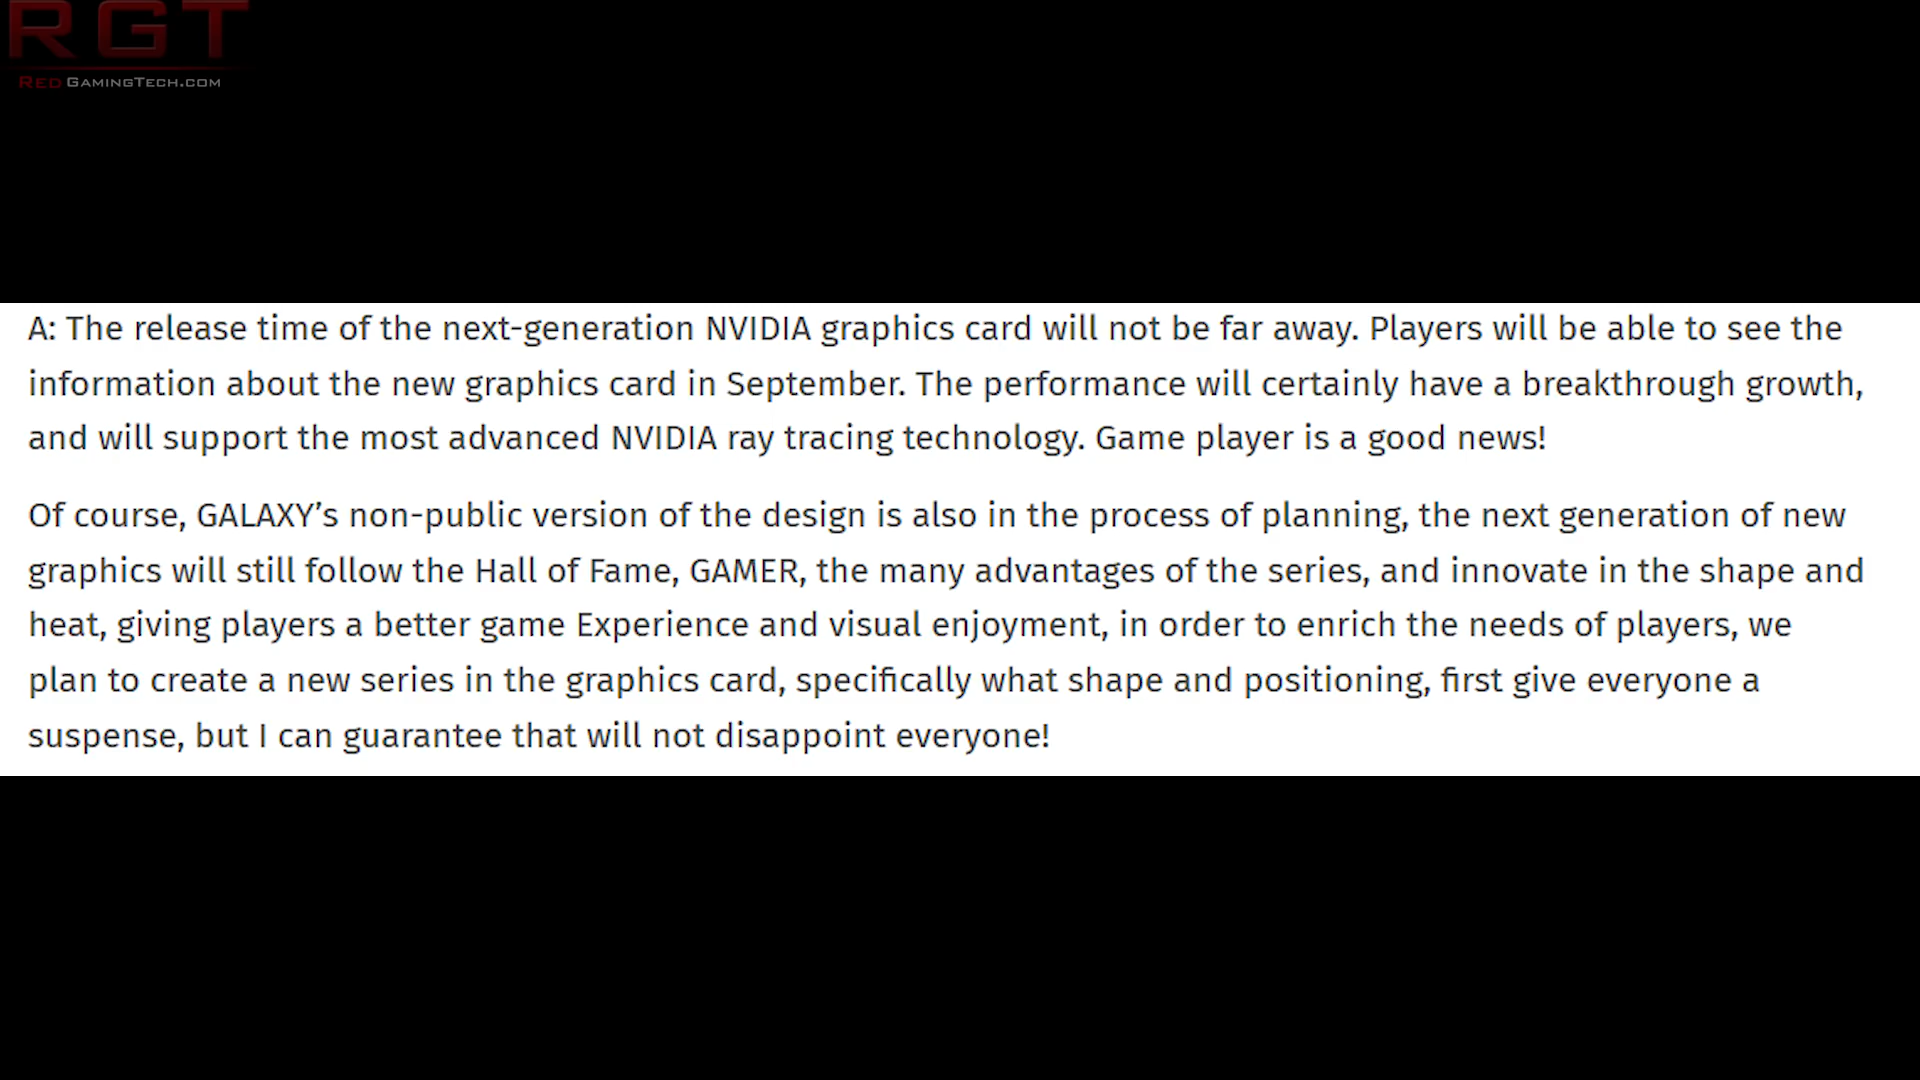 RGT
RED GAMINGTECH.COM
A: The release time of the next-generation NVIDIA graphics card will not be far away. Players will be able to see the
information about the new graphics card in September. The performance will certainly have a breakthrough growth,
and will support the most advanced NVIDIA ray tracing technology. Game player is a good news!
Of course, GALAXY’s non-public version of the design is also in the process of planning, the next generation of new
graphics will still follow the Hall of Fame, GAMER, the many advantages of the series, and innovate in the shape and
heat, giving players a better game Experience and visual enjoyment, in order to enrich the needs of players, we
plan to create a new series in the graphics card, specifically what shape and positioning, first give everyone a
suspense, but I can guarantee that will not disappoint everyone!